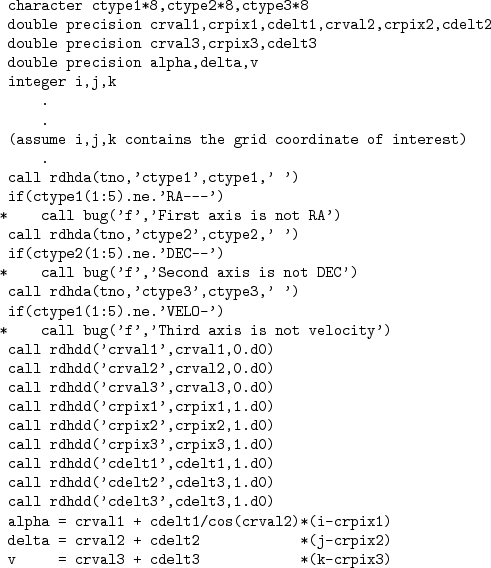 character ctype1*8,ctype2*8,ctype3*8
double precision crval1,crpix1,cdelt1,crval2,crpix2,cdelt2
double precision crval3,crpix3,cdelt3
double precision alpha,delta,v
integer i,j,k
.
.
(assume i,j,k contains the grid coordinate of interest)
.
call rdhda(tno,'ctype1',ctype1,' ')
if(ctype1(1:5).ne.'RA---')
*    call bug('f','First axis is not RA')
call rdhda(tno,'ctype2',ctype2,' ')
if(ctype2(1:5).ne.'DEC--')
*    call bug('f','Second axis is not DEC')
call rdhda(tno,'ctype3',ctype3,' ')
if(ctype1(1:5).ne.'VELO-')
*    call bug('f','Third axis is not velocity')
call rdhdd('crval1',crval1,0.d0)
call rdhdd('crval2',crval2,0.d0)
call rdhdd('crval3',crval3,0.d0)
call rdhdd('crpix1',crpix1,1.d0)
call rdhdd('crpix2',crpix2,1.d0)
call rdhdd('crpix3',crpix3,1.d0)
call rdhdd('cdelt1',cdelt1,1.d0)
call rdhdd('cdelt2',cdelt3,1.d0)
call rdhdd('cdelt3',cdelt3,1.d0)
alpha = crval1 + cdelt1/cos(crval2)*(i-crpix1)
delta = crval2 + cdelt2            *(j-crpix2)
v     = crval3 + cdelt3            *(k-crpix3)